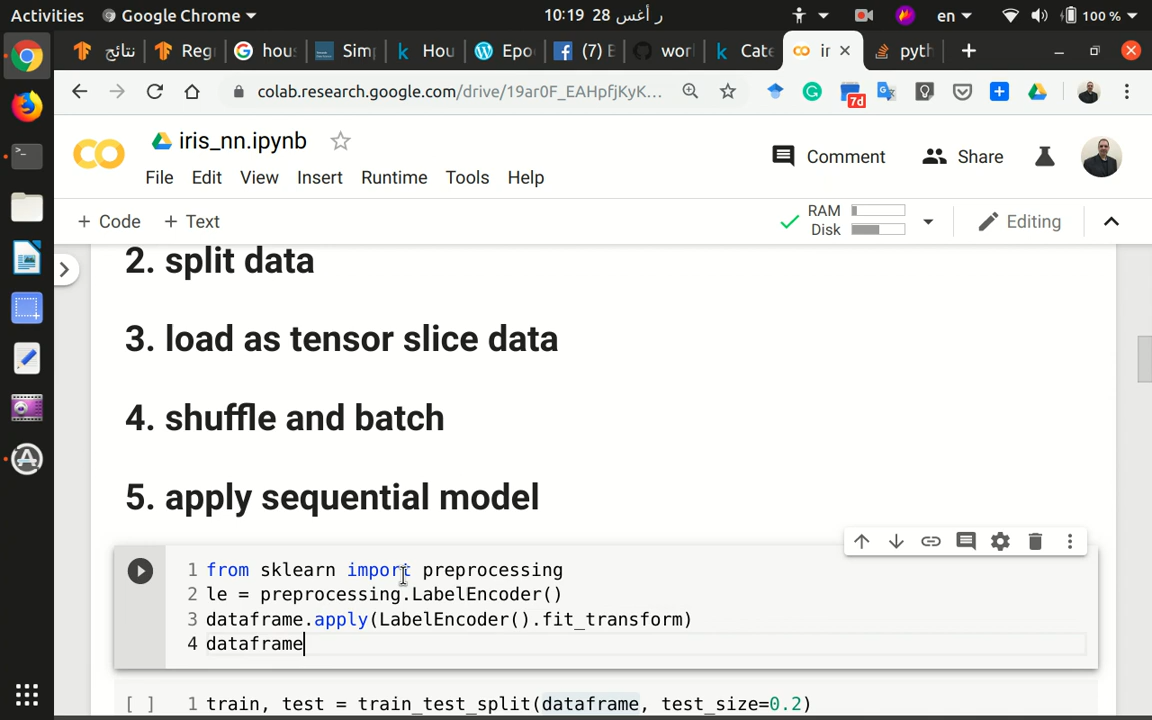 Activities Google Chrome ر أغس 28 10:19 en 100 %
نتائج Reg hou Sim Hou Epo (7) wor Cate ir pyth
colab.research.google.com/drive/19ar0F_EAHpfjKyK... 7d
iris_nn.ipynb
Comment Share
File Edit View Insert Runtime Tools Help
+ Code + Text RAM Disk Editing
2. split data
3. load as tensor slice data
4. shuffle and batch
5. apply sequential model
1 from sklearn import preprocessing
2 le = preprocessing.LabelEncoder()
3 dataframe.apply(LabelEncoder().fit_transform)
4 dataframe
[ ] 1 train, test = train_test_split(dataframe, test_size=0.2)